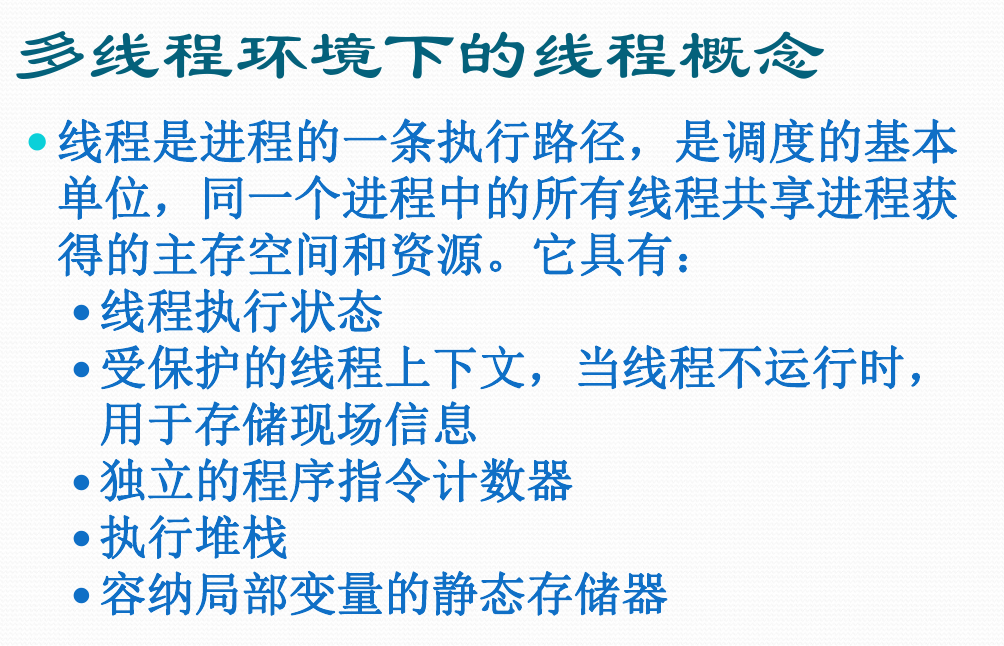 多线程环境下的线程概念
线程是进程的一条执行路径，是调度的基本
单位，同一个进程中的所有线程共享进程获
得的主存空间和资源。它具有：
线程执行状态
受保护的线程上下文，当线程不运行时，
用于存储现场信息
独立的程序指令计数器
执行堆栈
容纳局部变量的静态存储器